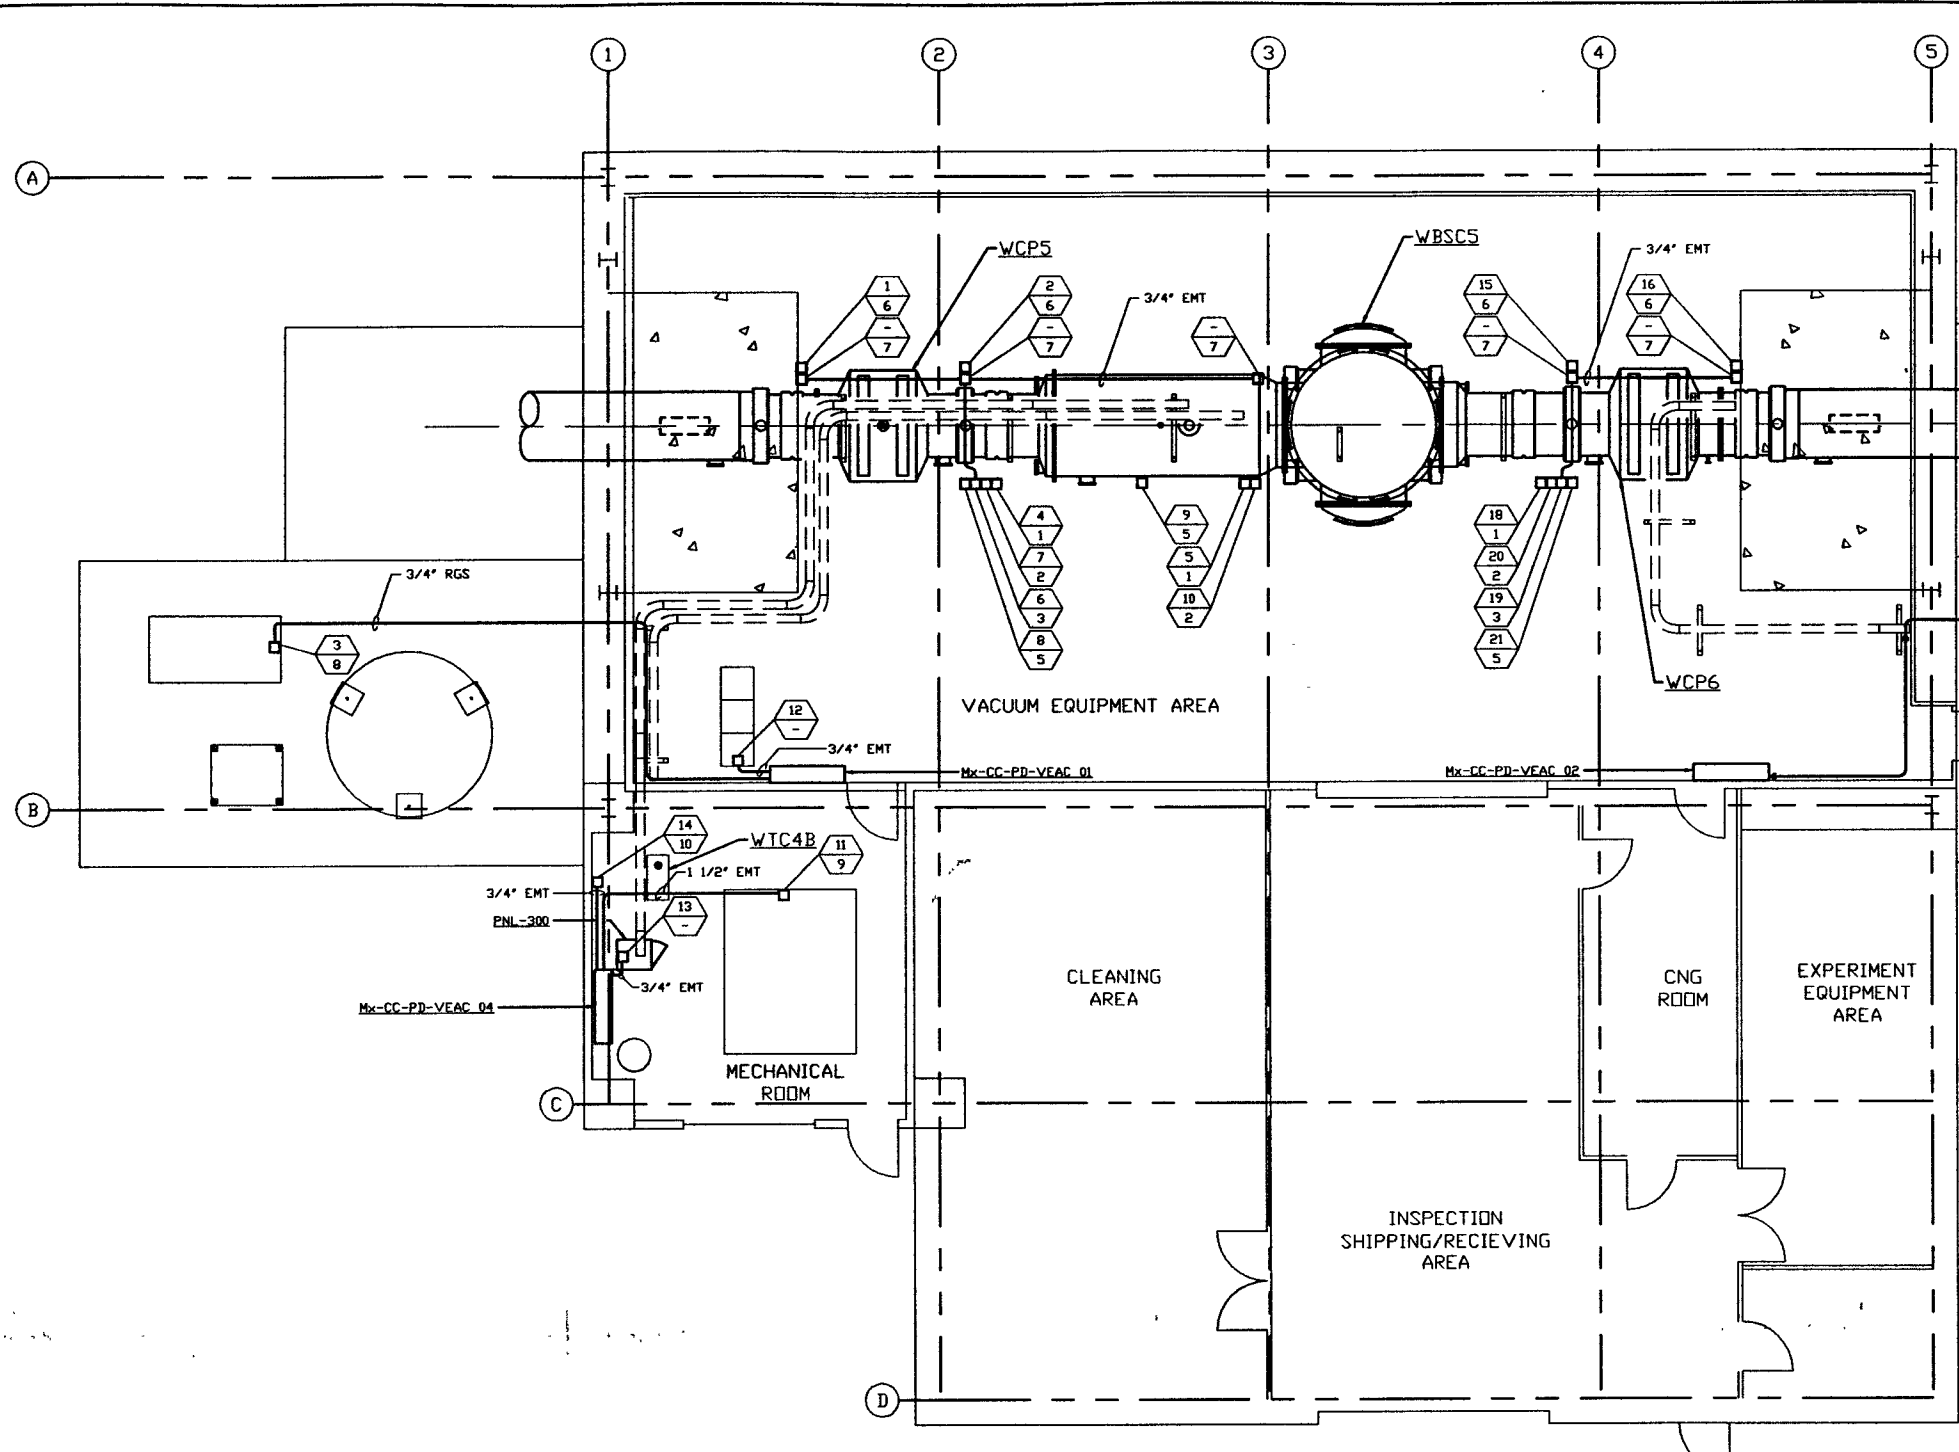 1
2
3
4
5
A
WCP5
WBSC5
3/4" EMT
1
6
-
7
2
6
-
7
3/4" EMT
-
7
15
6
-
7
16
6
-
7
4
1
7
2
6
3
8
5
9
5
5
1
10
2
18
1
20
2
19
3
21
5
3/4" RGS
3
8
WCP6
VACUUM EQUIPMENT AREA
12
-
3/4" EMT
Mx-CC-PD-VEAC 01
Mx-CC-PD-VEAC 02
B
14
10
WTC4B
11
9
1 1/2" EMT
3/4" EMT
13
-
PNL-300
3/4" EMT
Mx-CC-PD-VEAC 04
CLEANING
AREA
CNG
ROOM
EXPERIMENT
EQUIPMENT
AREA
MECHANICAL
ROOM
C
INSPECTION
SHIPPING/RECIEVING
AREA
D